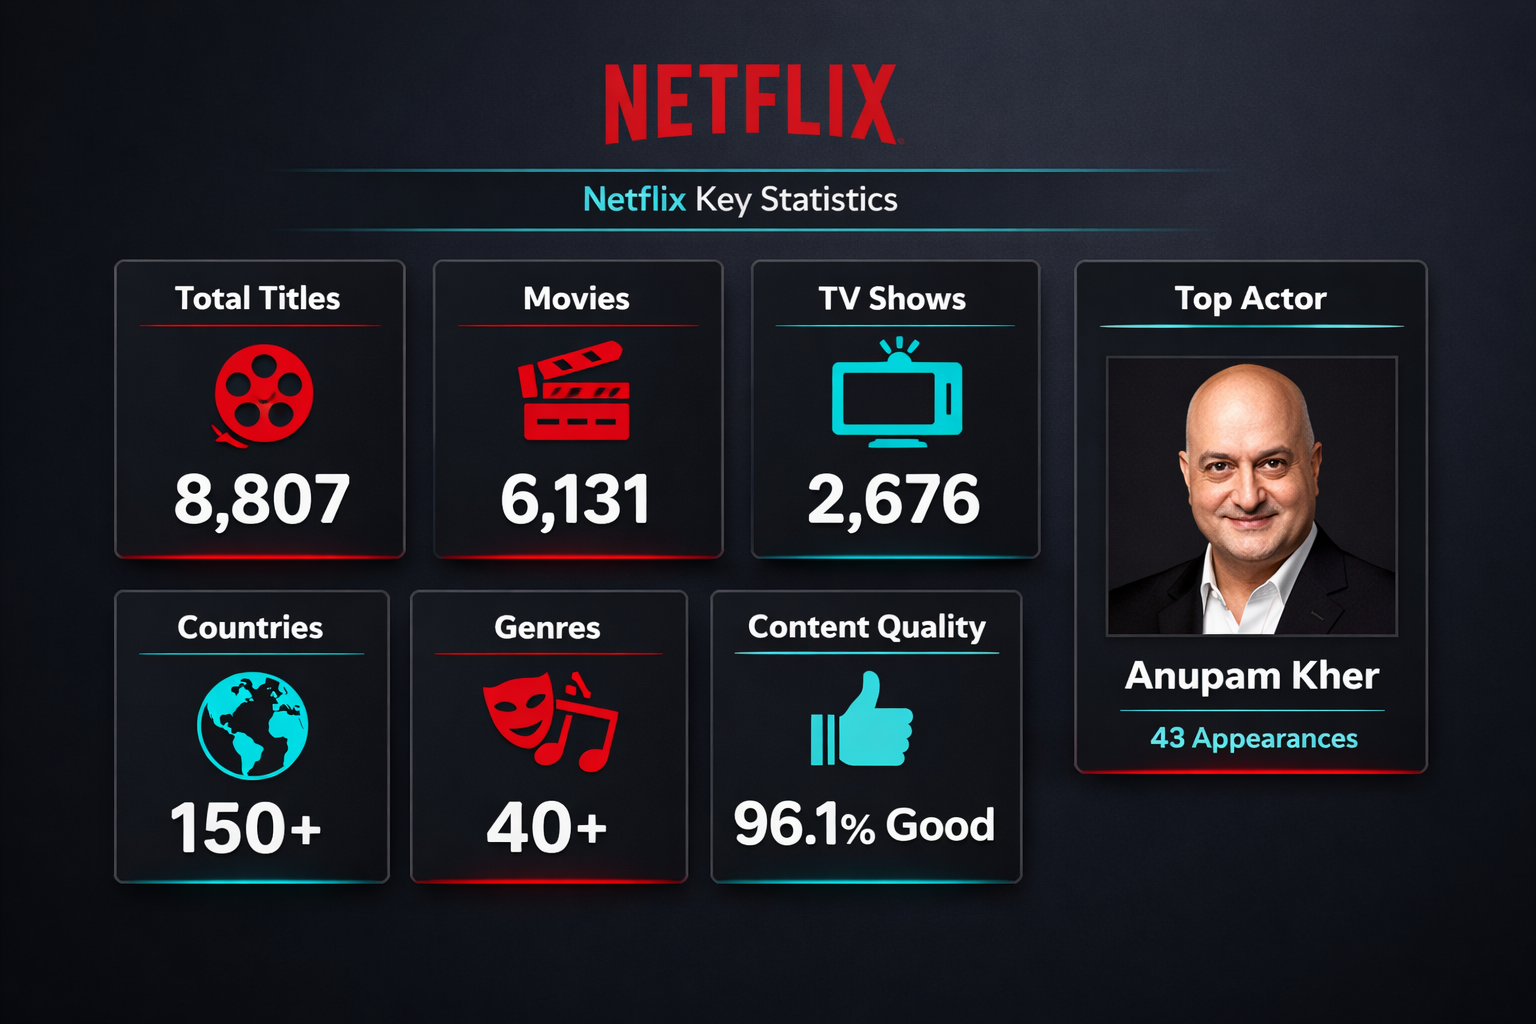 NETFLIX
Netflix Key Statistics
Total Titles
8,807
Movies
6,131
TV Shows
2,676
Top Actor
Anupam Kher
43 Appearances
Countries
150+
Genres
40+
Content Quality
96.1% Good